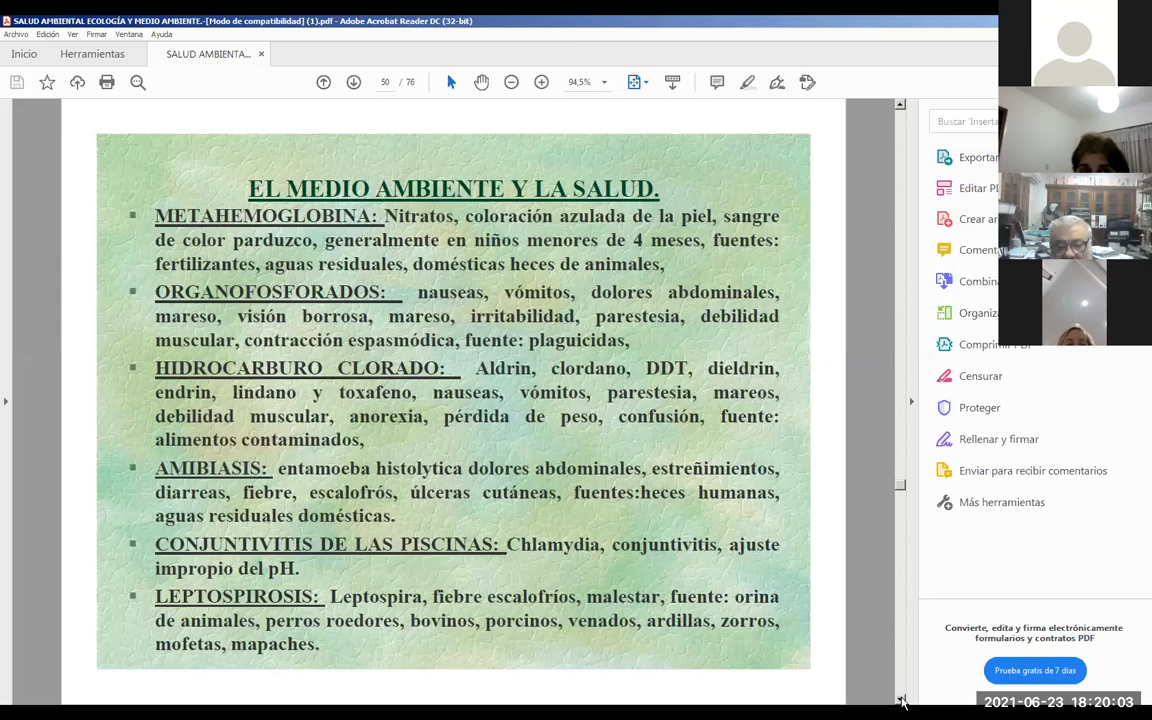 SALUD AMBIENTAL ECOLOGÍA Y MEDIO AMBIENTE.-[Modo de compatibilidad] (1).pdf - Adobe Acrobat Reader DC (32-bit)
Archivo Edición Ver Firmar Ventana Ayuda
Inicio Herramientas SALUD AMBIENTA... ×
50 / 76 94,5%
Buscar 'Inserta
EL MEDIO AMBIENTE Y LA SALUD.
METAHEMOGLOBINA: Nitratos, coloración azulada de la piel, sangre
de color parduzco, generalmente en niños menores de 4 meses, fuentes:
fertilizantes, aguas residuales, domésticas heces de animales,
ORGANOFOSFORADOS: nauseas, vómitos, dolores abdominales,
mareso, visión borrosa, mareso, irritabilidad, parestesia, debilidad
muscular, contracción espasmódica, fuente: plaguicidas,
HIDROCARBURO CLORADO: Aldrin, clordano, DDT, dieldrin,
endrin, lindano y toxafeno, nauseas, vómitos, parestesia, mareos,
debilidad muscular, anorexia, pérdida de peso, confusión, fuente:
alimentos contaminados,
AMIBIASIS: entamoeba histolytica dolores abdominales, estreñimientos,
diarreas, fiebre, escalofrós, úlceras cutáneas, fuentes:heces humanas,
aguas residuales domésticas.
CONJUNTIVITIS DE LAS PISCINAS: Chlamydia, conjuntivitis, ajuste
impropio del pH.
LEPTOSPIROSIS: Leptospira, fiebre escalofríos, malestar, fuente: orina
de animales, perros roedores, bovinos, porcinos, venados, ardillas, zorros,
mofetas, mapaches.
Exportar
Editar PD
Crear ar
Comenta
Combina
Organiza
Comprimir PDF
Censurar
Proteger
Rellenar y firmar
Enviar para recibir comentarios
Más herramientas
Convierte, edita y firma electrónicamente
formularios y contratos PDF
Prueba gratis de 7 días
2021-06-23 18:20:03